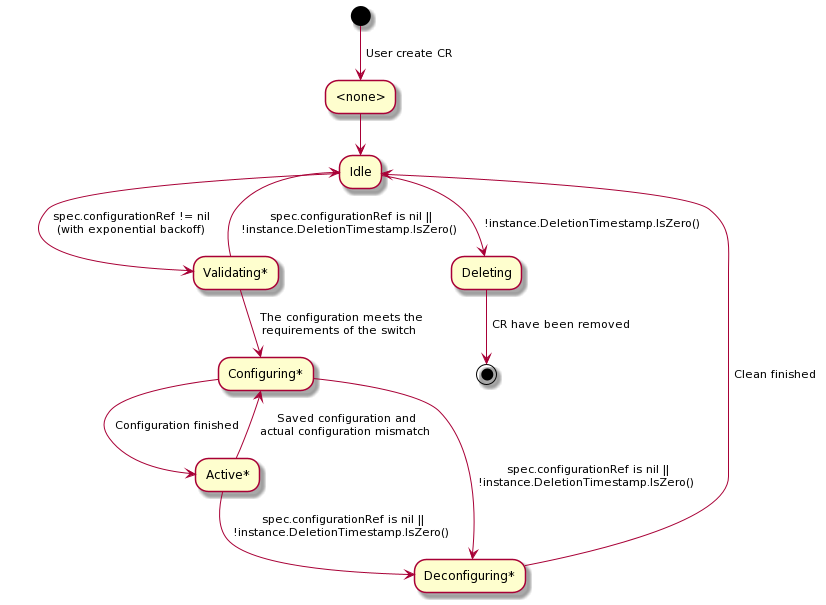 User create CR
<none>
Idle
spec.configurationRef != nil
(with exponential backoff)
spec.configurationRef is nil ||
!instance.DeletionTimestamp.IsZero()
!instance.DeletionTimestamp.IsZero()
Validating*
Deleting
The configuration meets the
requirements of the switch
CR have been removed
Configuring*
Clean finished
Configuration finished
Saved configuration and
actual configuration mismatch
Active*
spec.configurationRef is nil ||
!instance.DeletionTimestamp.IsZero()
spec.configurationRef is nil ||
!instance.DeletionTimestamp.IsZero()
Deconfiguring*